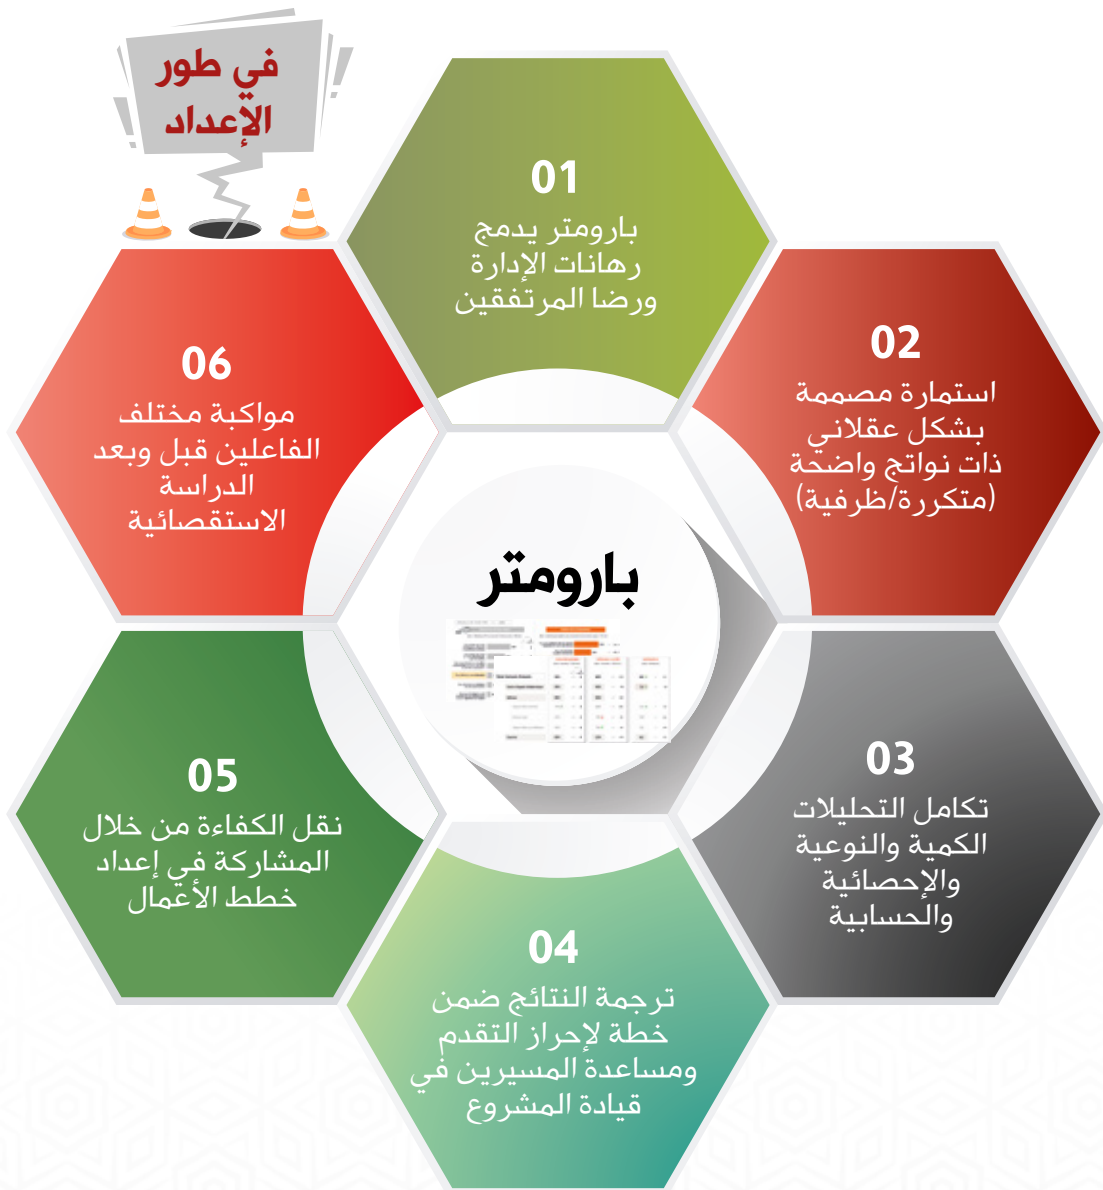 في طور
الإعداد
01
بارومتر يدمج
رهانات الإدارة
ورضا المرتفقين
02
استمارة مصممة
بشكل عقلاني
ذات نواتج واضحة
(متكررة/ظرفية)
03
تكامل التحليلات
الكمية والنوعية
والإحصائية
والحسابية
04
ترجمة النتائج ضمن
خطة لإحراز التقدم
ومساعدة المسيرين في
قيادة المشروع
05
نقل الكفاءة من خلال
المشاركة في إعداد
خطط الأعمال
06
مواكبة مختلف
الفاعلين قبل وبعد
الدراسة
الاستقصائية
بارومتر